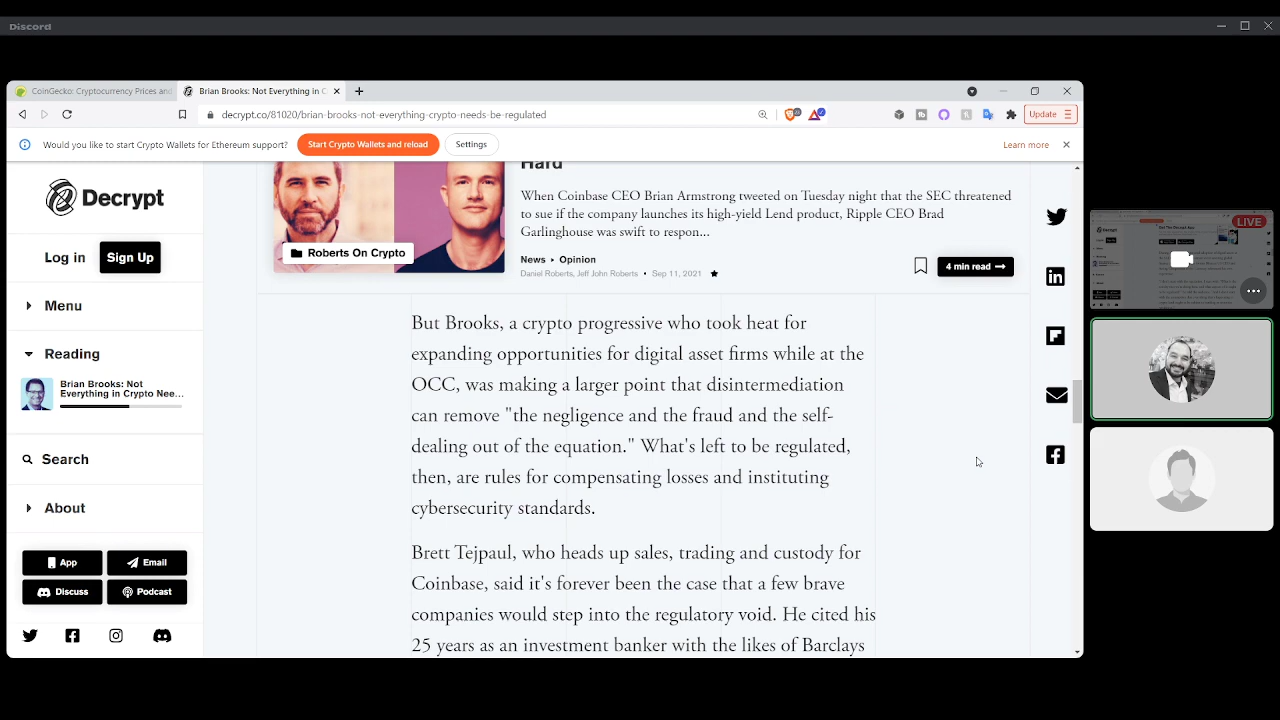 Discord
CoinGecko: Cryptocurrency Prices and
Brian Brooks: Not Everything in C
decrypt.co/81020/brian-brooks-not-everything-crypto-needs-be-regulated
Update
Would you like to start Crypto Wallets for Ethereum support?
Start Crypto Wallets and reload
Settings
Learn more
Decrypt
Log in
Sign Up
Menu
Reading
Brian Brooks: Not
Everything in Crypto Nee...
Search
About
App
Email
Discuss
Podcast
Hard
When Coinbase CEO Brian Armstrong tweeted on Tuesday night that the SEC threatened
to sue if the company launches its high-yield Lend product, Ripple CEO Brad
Garlinghouse was swift to respon...
Roberts On Crypto
News ▸ Opinion
Daniel Roberts, Jeff John Roberts • Sep 11, 2021
4 min read →
But Brooks, a crypto progressive who took heat for
expanding opportunities for digital asset firms while at the
OCC, was making a larger point that disintermediation
can remove "the negligence and the fraud and the self-
dealing out of the equation." What's left to be regulated,
then, are rules for compensating losses and instituting
cybersecurity standards.
Brett Tejpaul, who heads up sales, trading and custody for
Coinbase, said it's forever been the case that a few brave
companies would step into the regulatory void. He cited his
25 years as an investment banker with the likes of Barclays
LIVE